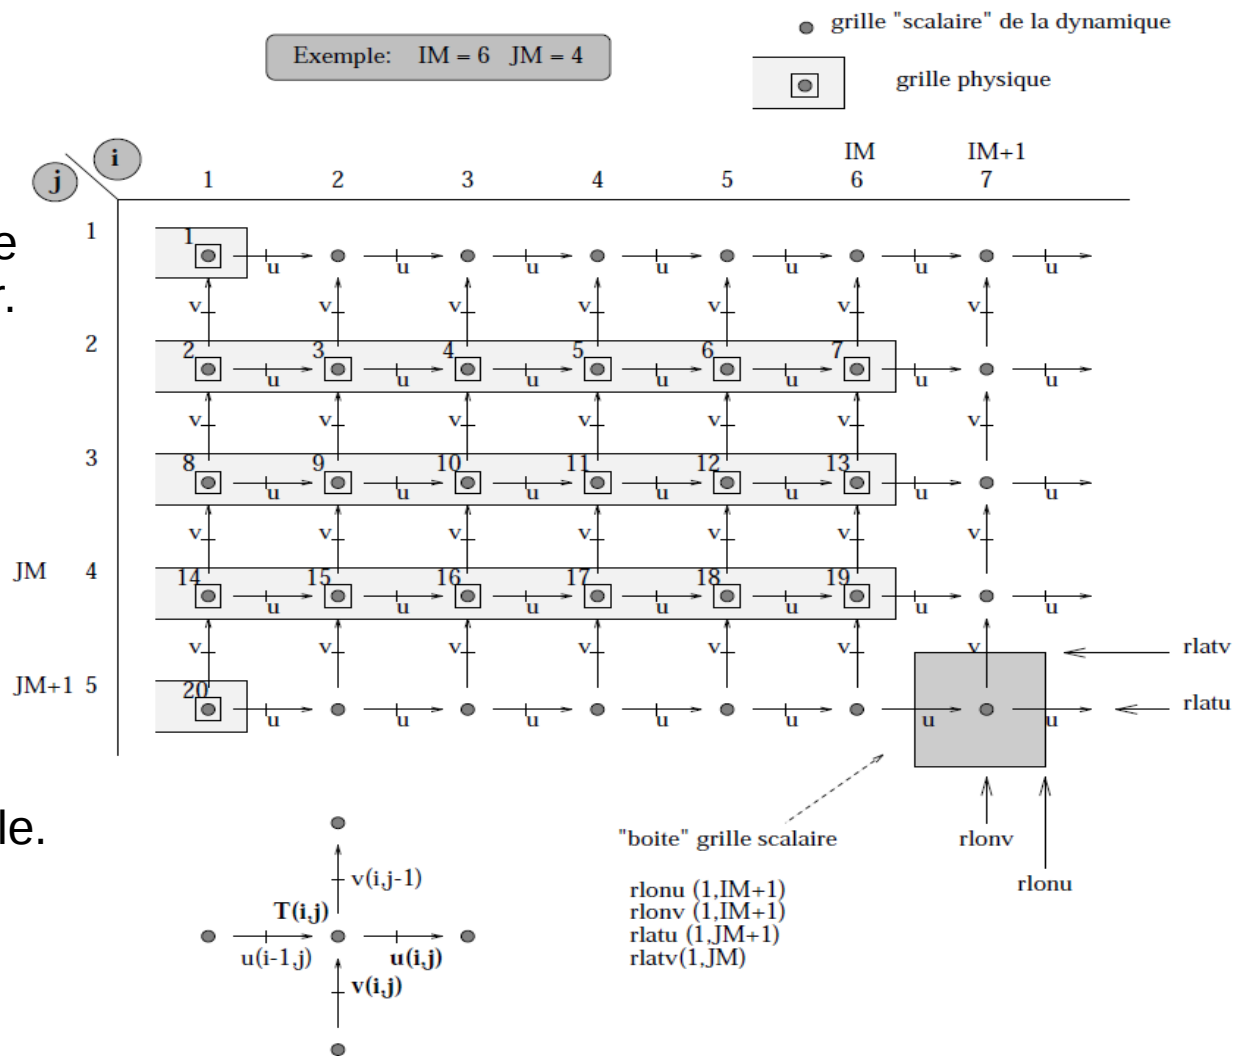 grille "scalaire" de la dynamique
Exemple: IM = 6 JM = 4
grille physique
IM IM+1
i
j
1 2 3 4 5 6 7
1
e
1
u u u u u u u
r.
v v v v v v v
2
2 3 4 5 6 7
u u u u u u u
v v v v v v v
3
8 9 10 11 12 13
u u u u u u u
v v v v v v v
JM 4
14 15 16 17 18 19
u u u u u u u
v v v v v v v
rlatv
JM+1 5
20
rlatu
u u u u u u u
le.
"boite" grille scalaire
rlonv
rlonu
v(i,j-1)
T(i,j)
u(i-1,j) u(i,j)
v(i,j)
rlonu (1,IM+1)
rlonv (1,IM+1)
rlatu (1,JM+1)
rlatv(1,JM)